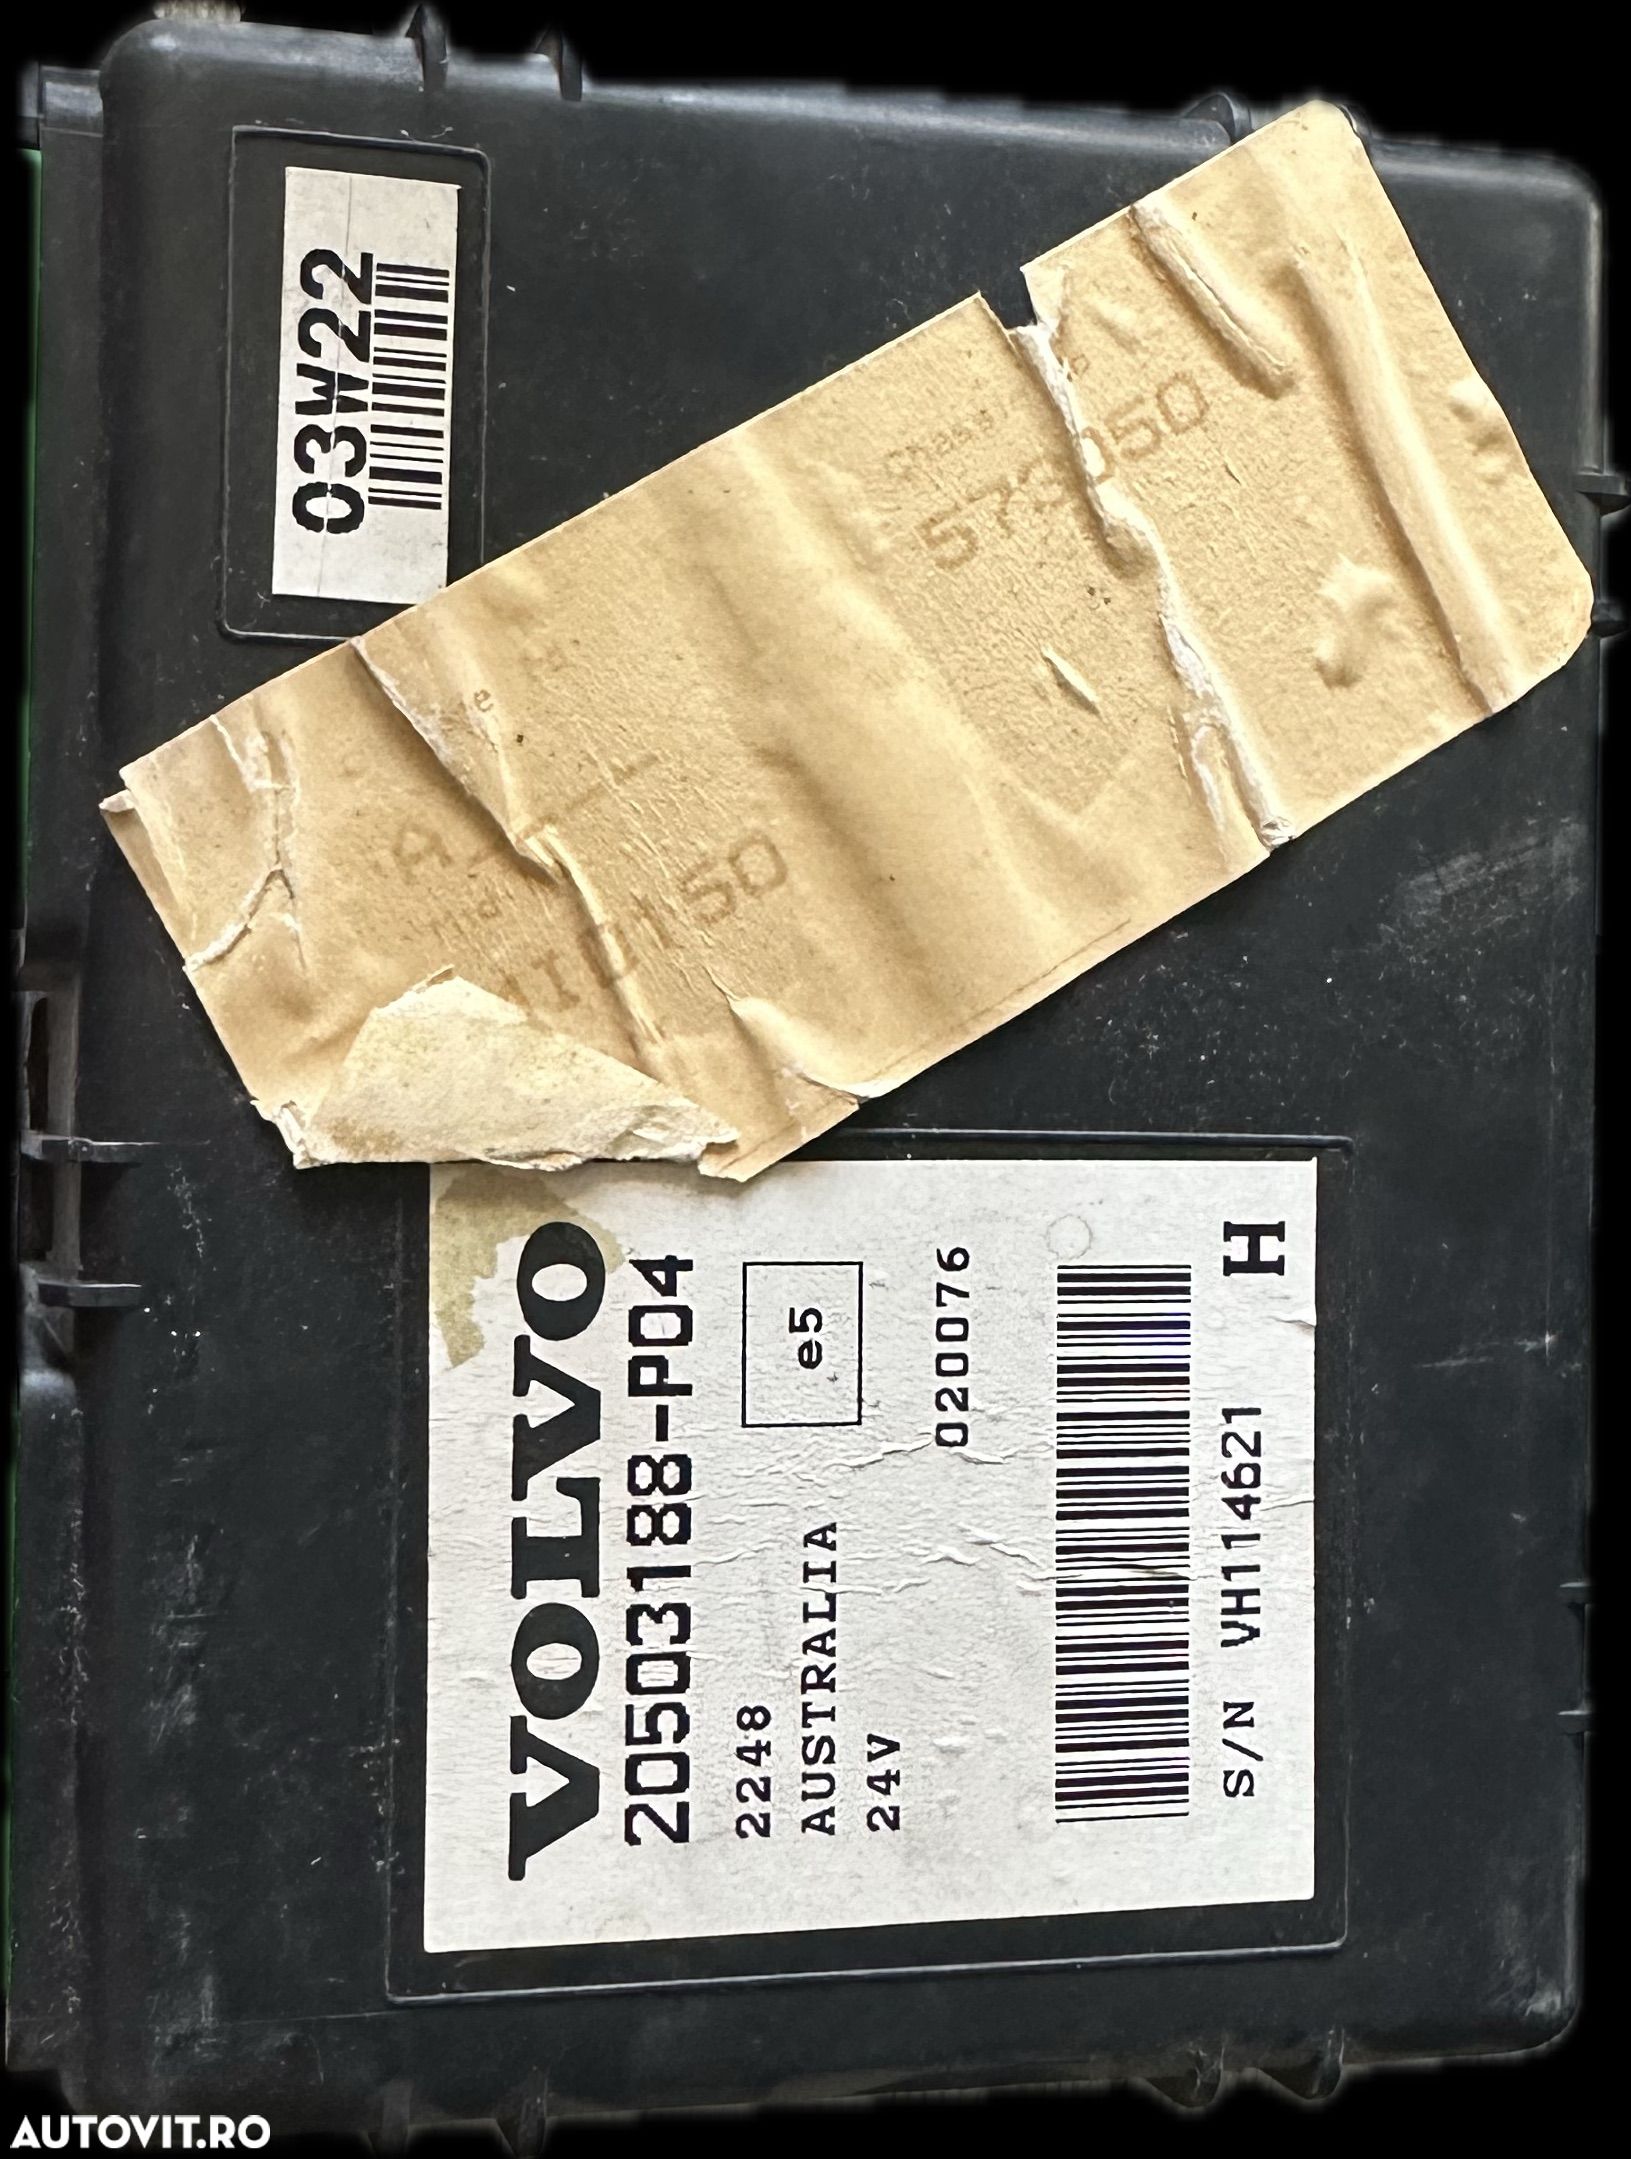 03W22
VOLVO
20503188-P04
2248
e5
AUSTRALIA
24V
020076
S/N VH114621
H
AUTOVIT.RO